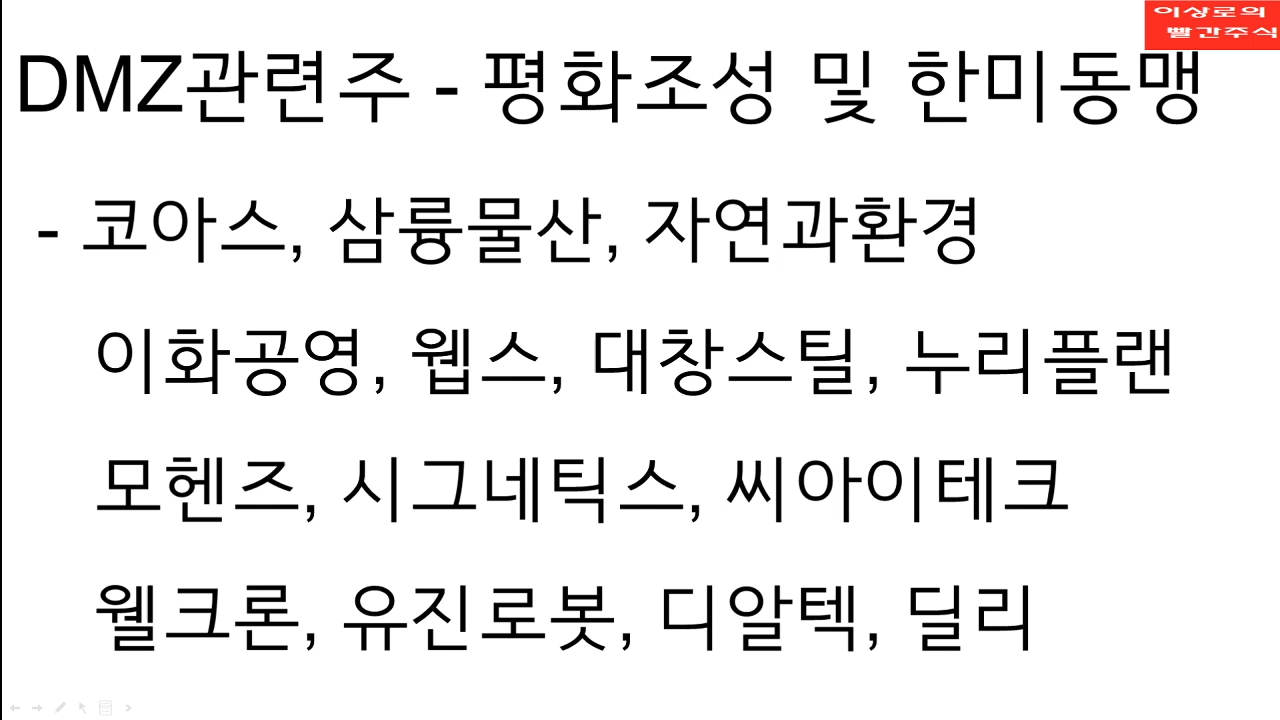 이상로의
빨간주식
DMZ관련주 - 평화조성 및 한미동맹
- 코아스, 삼륭물산, 자연과환경
이화공영, 웹스, 대창스틸, 누리플랜
모헨즈, 시그네틱스, 씨아이테크
웰크론, 유진로봇, 디알텍, 딜리